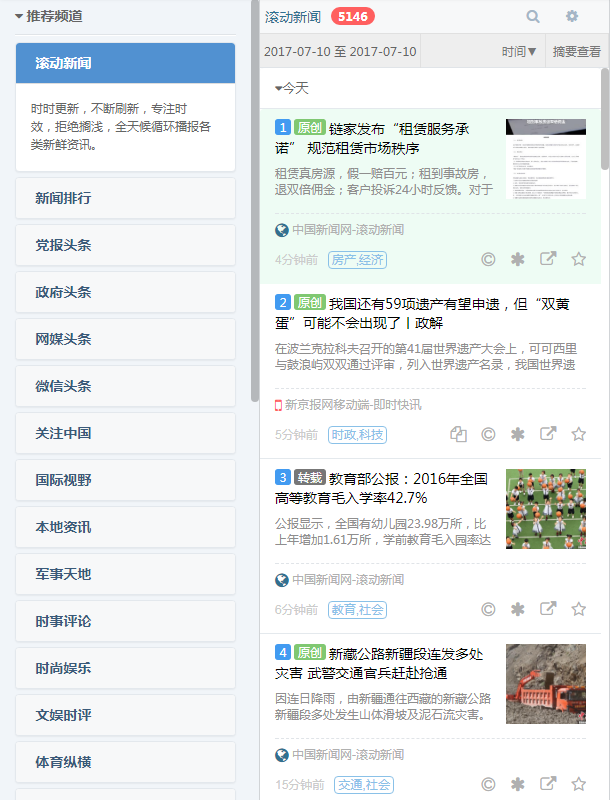 推荐频道
滚动新闻
时时更新，不断刷新，专注时
效，拒绝搁浅，全天候循环播报各
类新鲜资讯。
新闻排行
党报头条
政府头条
网媒头条
微信头条
关注中国
国际视野
本地资讯
军事天地
时事评论
时尚娱乐
文娱时评
体育纵横
滚动新闻 5146
2017-07-10 至 2017-07-10 时间▼ 摘要查看
今天
1 原创 链家发布“租赁服务承
诺” 规范租赁市场秩序
租赁真房源，假一赔百元；租到事故房，
退双倍佣金；客户投诉24小时反馈。对于
中国新闻网-滚动新闻
4分钟前 房产,经济
2 原创 我国还有59项遗产有望申遗，但“双黄
蛋”可能不会出现了丨政解
在波兰克拉科夫召开的第41届世界遗产大会上，可可西里
与鼓浪屿双双通过评审，列入世界遗产名录，我国世界遗
新京报网移动端-即时快讯
5分钟前 时政,科技
3 转载 教育部公报：2016年全国
高等教育毛入学率42.7%
公报显示，全国有幼儿园23.98万所，比
上年增加1.61万所，学前教育毛入园率达
中国新闻网-滚动新闻
6分钟前 教育,社会
4 原创 新藏公路新疆段连发多处
灾害 武警交通官兵赶赴抢通
因连日降雨，由新疆通往西藏的新藏公路
新疆段多处发生山体滑坡及泥石流灾害。
中国新闻网-滚动新闻
15分钟前 交通,社会